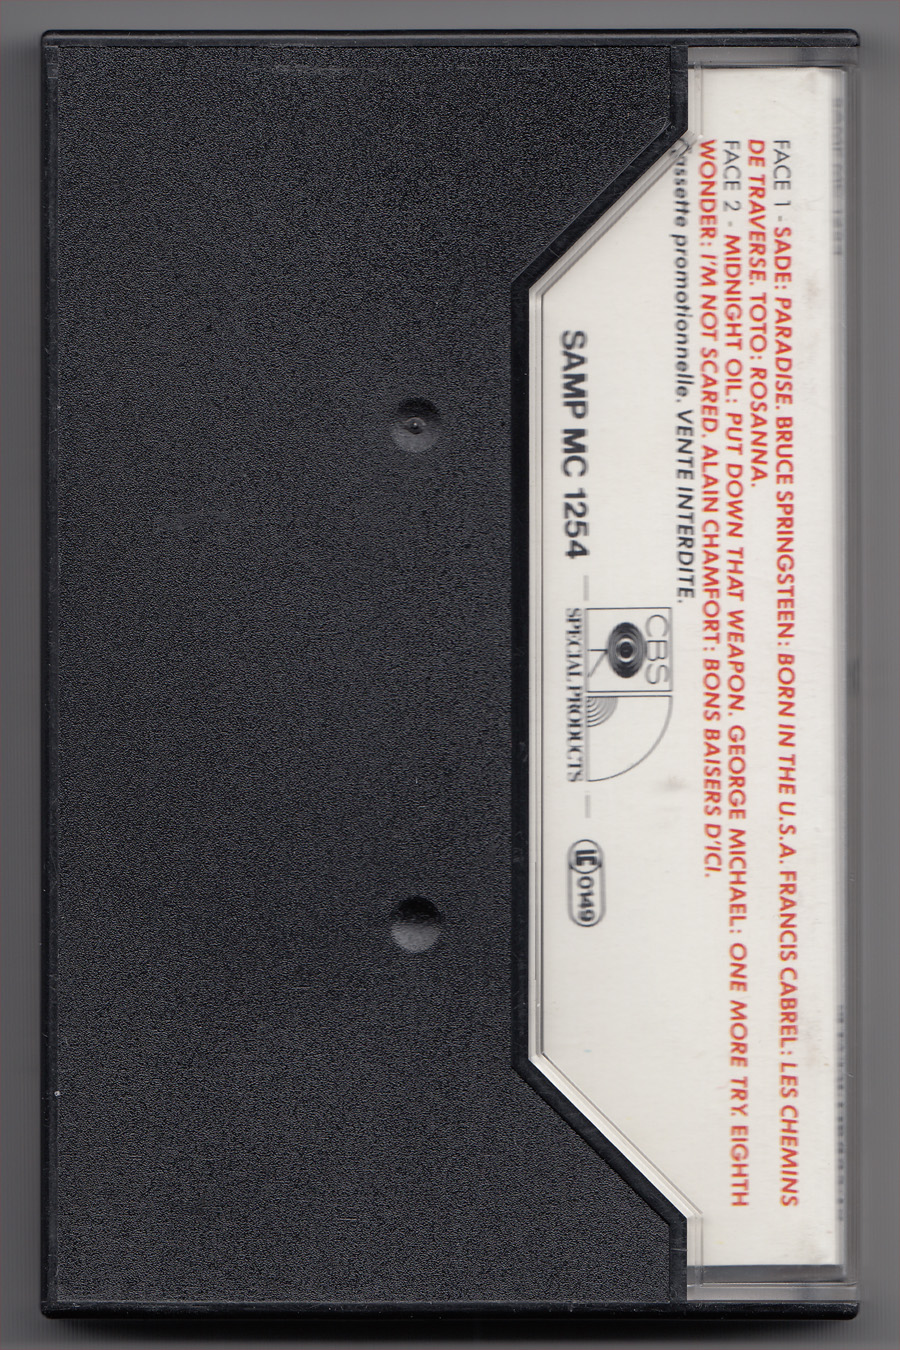 FACE 1 - SADE: PARADISE. BRUCE SPRINGSTEEN: BORN IN THE U.S.A. FRANCIS CABREL: LES CHEMINS
DE TRAVERSE. TOTO: ROSANNA.
FACE 2 - MIDNIGHT OIL: PUT DOWN THAT WEAPON. GEORGE MICHAEL: ONE MORE TRY. EIGHTH
WONDER: I'M NOT SCARED. ALAIN CHAMFORT: BONS BAISERS D'ICI.
Cassette promotionnelle. VENTE INTERDITE.
SAMP MC 1254 — CBS
SPECIAL PRODUCTS — LC 0149